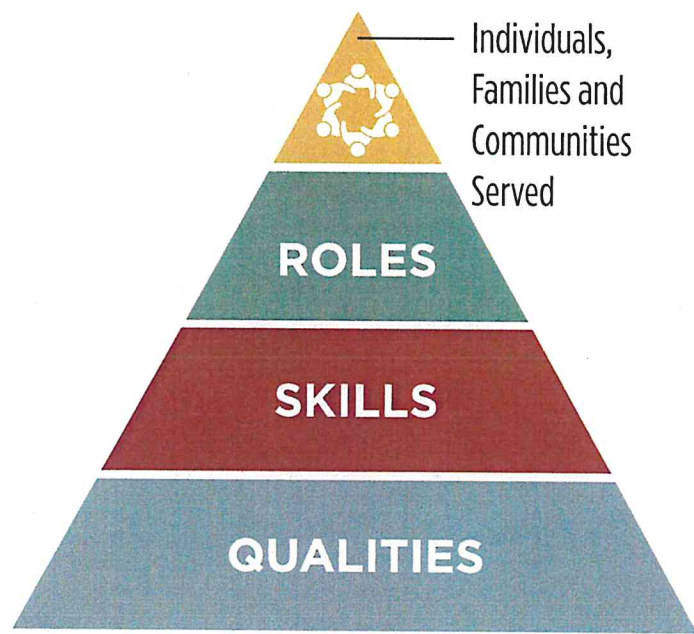 Individuals,
Families and
Communities
Served
ROLES
SKILLS
QUALITIES